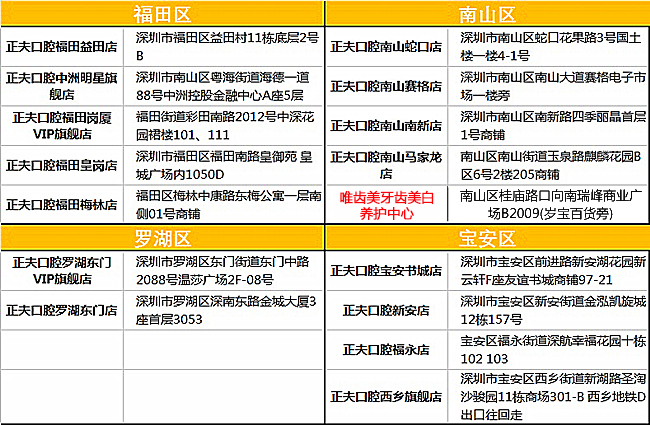 福田区
正夫口腔福田益田店
深圳市福田区益田村11栋底层2号
B
正夫口腔中洲明星旗
舰店
深圳市南山区粤海街道海德一道
88号中洲控股金融中心A座5层
正夫口腔福田岗厦
VIP旗舰店
福田街道彩田南路2012号中深花
园裙楼101、111
正夫口腔福田皇岗店
深圳市福田区福田南路皇御苑 皇
城广场内1050D
正夫口腔福田梅林店
福田区梅林中康路东梅公寓一层南
侧01号商铺
南山区
正夫口腔南山蛇口店
深圳市南山区蛇口花果路3号国土
楼一楼4-1号
正夫口腔南山赛格店
深圳市南山区南山大道赛格电子市
场一楼旁
正夫口腔南山南新店
深圳市南山区南新路四季丽晶首层
1号商铺
正夫口腔南山马家龙
店
南山区南山街道玉泉路麒麟花园B
区6号2楼205商铺
唯齿美牙齿美白
养护中心
南山区桂庙路口向南瑞峰商业广
场B2009(岁宝百货旁)
罗湖区
正夫口腔罗湖东门
VIP旗舰店
深圳市罗湖区东门街道东门中路
2088号温莎广场2F-08号
正夫口腔罗湖东门店
深圳市罗湖区深南东路金城大厦3
座首层3053
宝安区
正夫口腔宝安书城店
深圳市宝安区前进路新安湖花园新
云轩F座友谊书城商铺97-21
正夫口腔新安店
深圳市宝安区新安街道金泓凯旋城
12栋157号
正夫口腔福永店
宝安区福永街道深航幸福花园十栋
102 103
正夫口腔西乡旗舰店
深圳市宝安区西乡街道新湖路圣淘
沙骏园11栋商场301-B 西乡地铁D
出口往回走